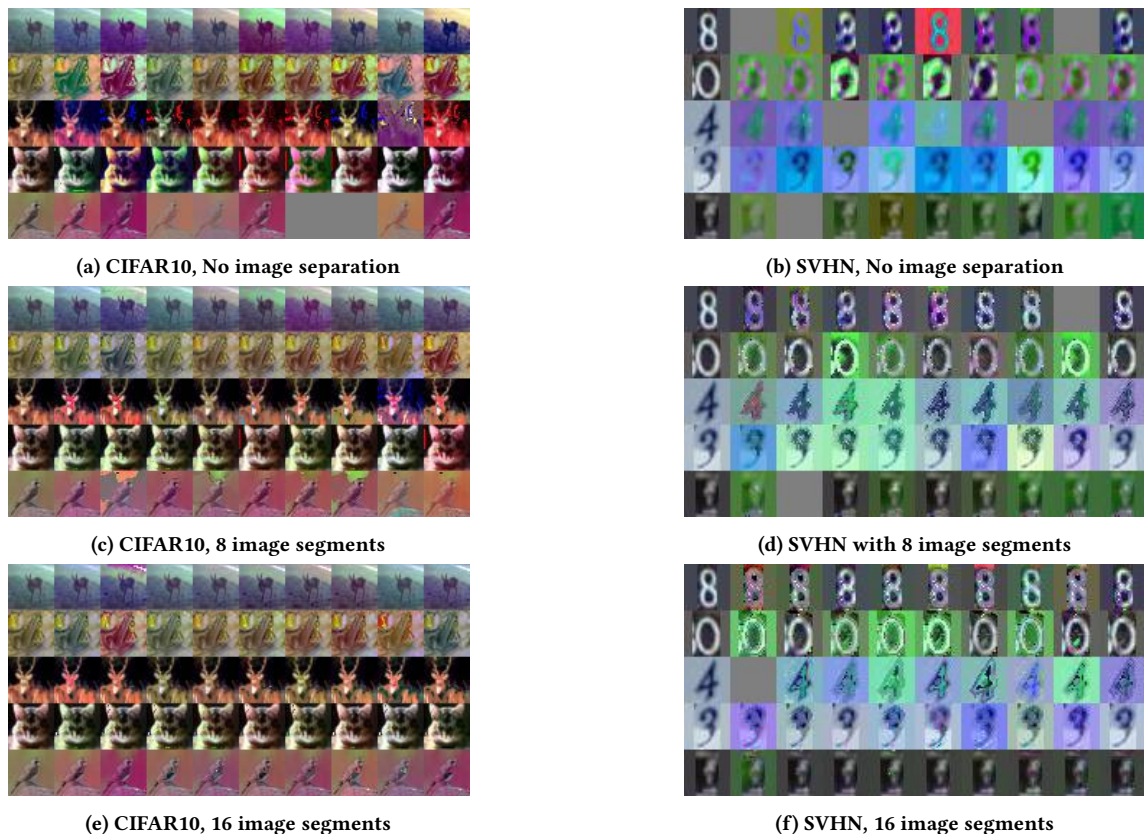 (a) CIFAR10, No image separation
(b) SVHN, No image separation
(c) CIFAR10, 8 image segments
(d) SVHN with 8 image segments
(e) CIFAR10, 16 image segments
(f) SVHN, 16 image segments